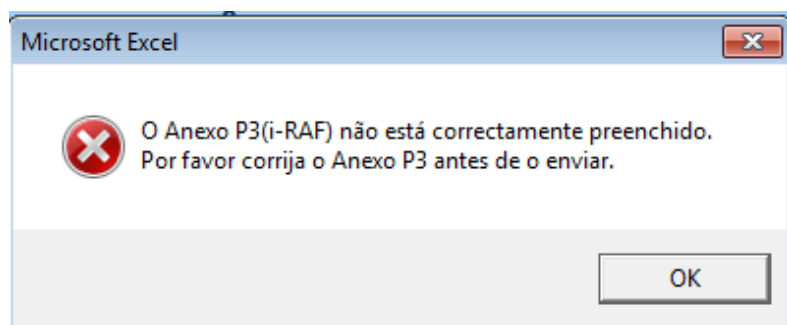 Microsoft Excel
O Anexo P3(i-RAF) não está correctamente preenchido.
Por favor corrija o Anexo P3 antes de o enviar.
OK